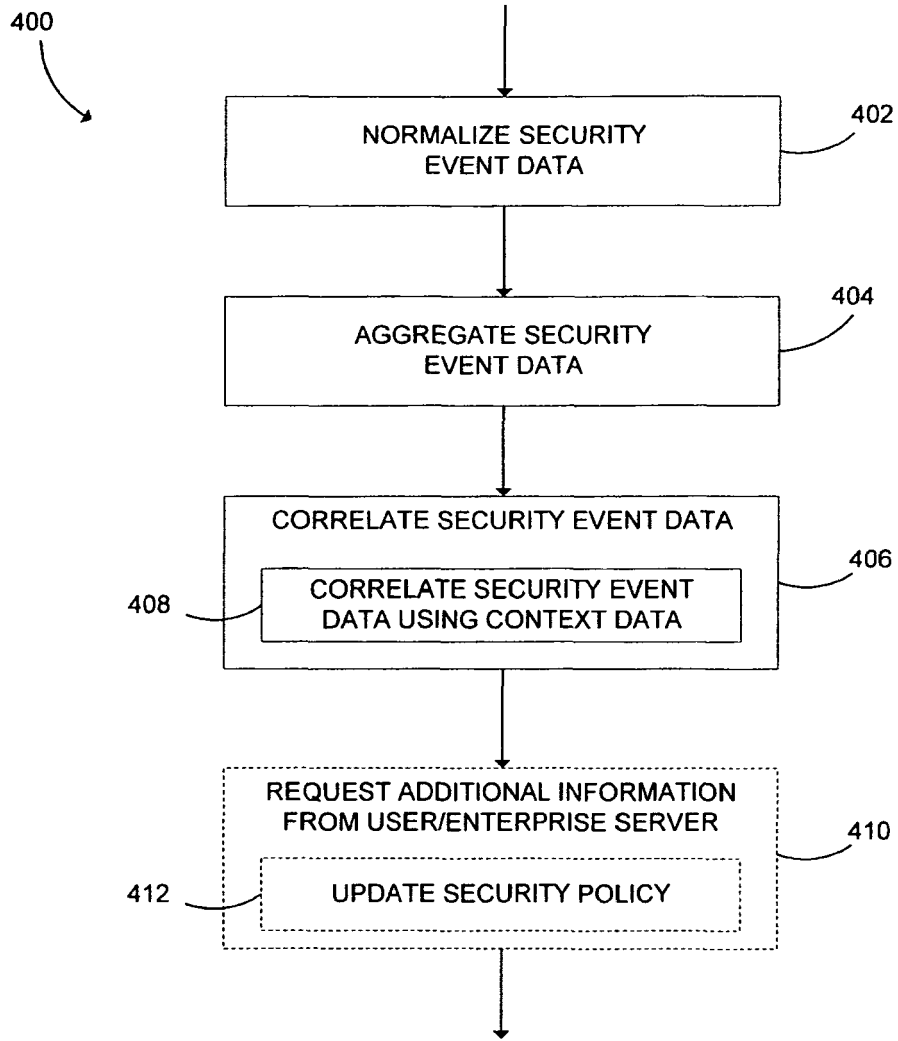 400
NORMALIZE SECURITY
EVENT DATA
402
AGGREGATE SECURITY
EVENT DATA
404
CORRELATE SECURITY EVENT DATA
406
408
CORRELATE SECURITY EVENT
DATA USING CONTEXT DATA
REQUEST ADDITIONAL INFORMATION
FROM USER/ENTERPRISE SERVER
410
412
UPDATE SECURITY POLICY